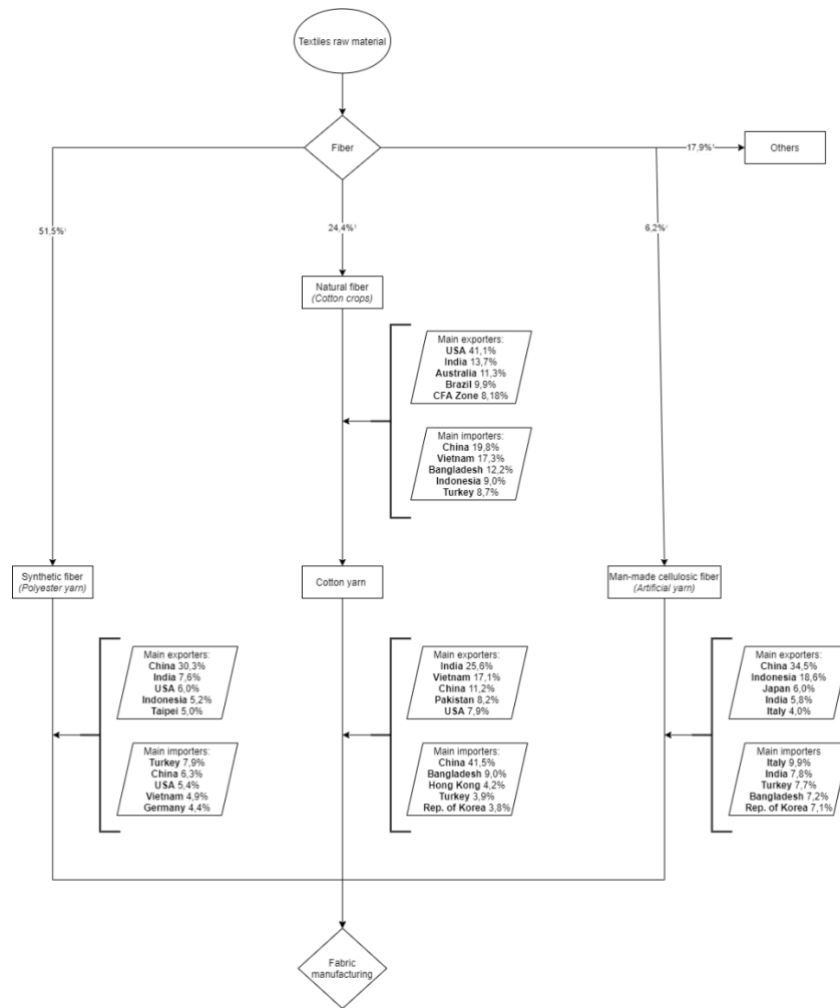 Textiles raw material
Fiber
17,9%¹
Others
51,5%¹
24,4%¹
6,2%¹
Natural fiber
(Cotton crops)
Main exporters:
USA 41,1%
India 13,7%
Australia 11,3%
Brazil 9,9%
CFA Zone 8,18%
Main importers:
China 19,8%
Vietnam 17,3%
Bangladesh 12,2%
Indonesia 9,0%
Turkey 8,7%
Synthetic fiber
(Polyester yarn)
Cotton yarn
Man-made cellulosic fiber
(Artificial yarn)
Main exporters:
China 30,3%
India 7,6%
USA 6,0%
Indonesia 5,2%
Taipei 5,0%
Main importers:
Turkey 7,9%
China 6,3%
USA 5,4%
Vietnam 4,9%
Germany 4,4%
Main exporters:
India 25,6%
Vietnam 17,1%
China 11,2%
Pakistan 8,2%
USA 7,9%
Main importers:
China 41,5%
Bangladesh 9,0%
Hong Kong 4,2%
Turkey 3,9%
Rep. of Korea 3,8%
Main exporters:
China 34,5%
Indonesia 18,6%
Japan 6,0%
India 5,8%
Italy 4,0%
Main importers
Italy 9,9%
India 7,8%
Turkey 7,7%
Bangladesh 7,2%
Rep. of Korea 7,1%
Fabric
manufacturing